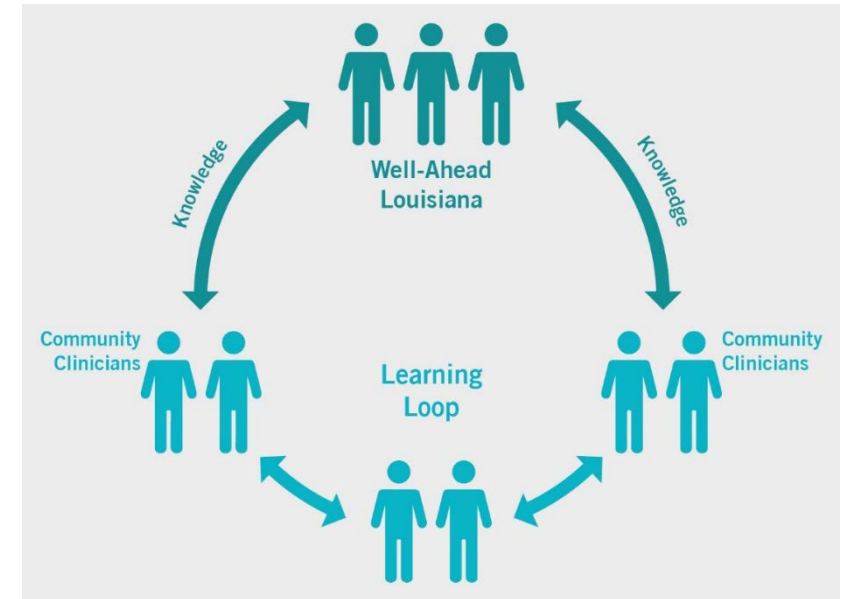 Well-Ahead
Louisiana
Knowledge
Knowledge
Community
Clinicians
Learning
Loop
Community
Clinicians